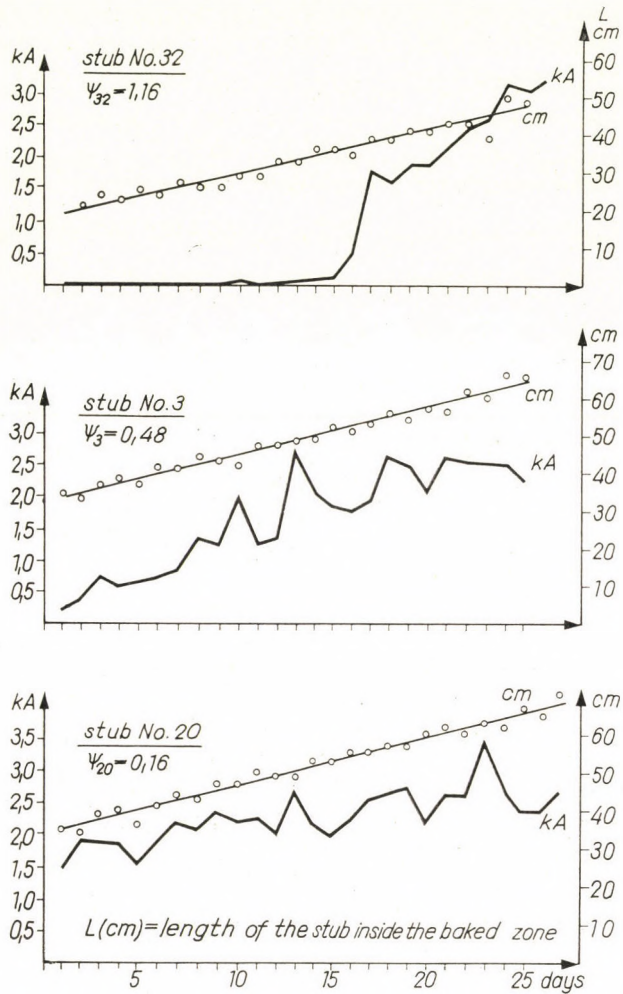 L
cm
kA
stub No.32
Ψ32=1,16
60
kA
3,0
50
2,5
cm
40
2,0
30
1,5
20
1,0
10
0,5
cm
kA
70
stub No.3
Ψ3=0,48
60
cm
3,0
50
2,5
kA
40
2,0
30
1,5
20
1,0
10
0,5
kA
cm
cm
stub No.20
Ψ20=0,16
3,5
60
3,0
50
2,5
40
kA
2,0
30
1,5
20
1,0
0,5
L(cm)=length of the stub inside the baked zone
10
5
10
15
20
25
days